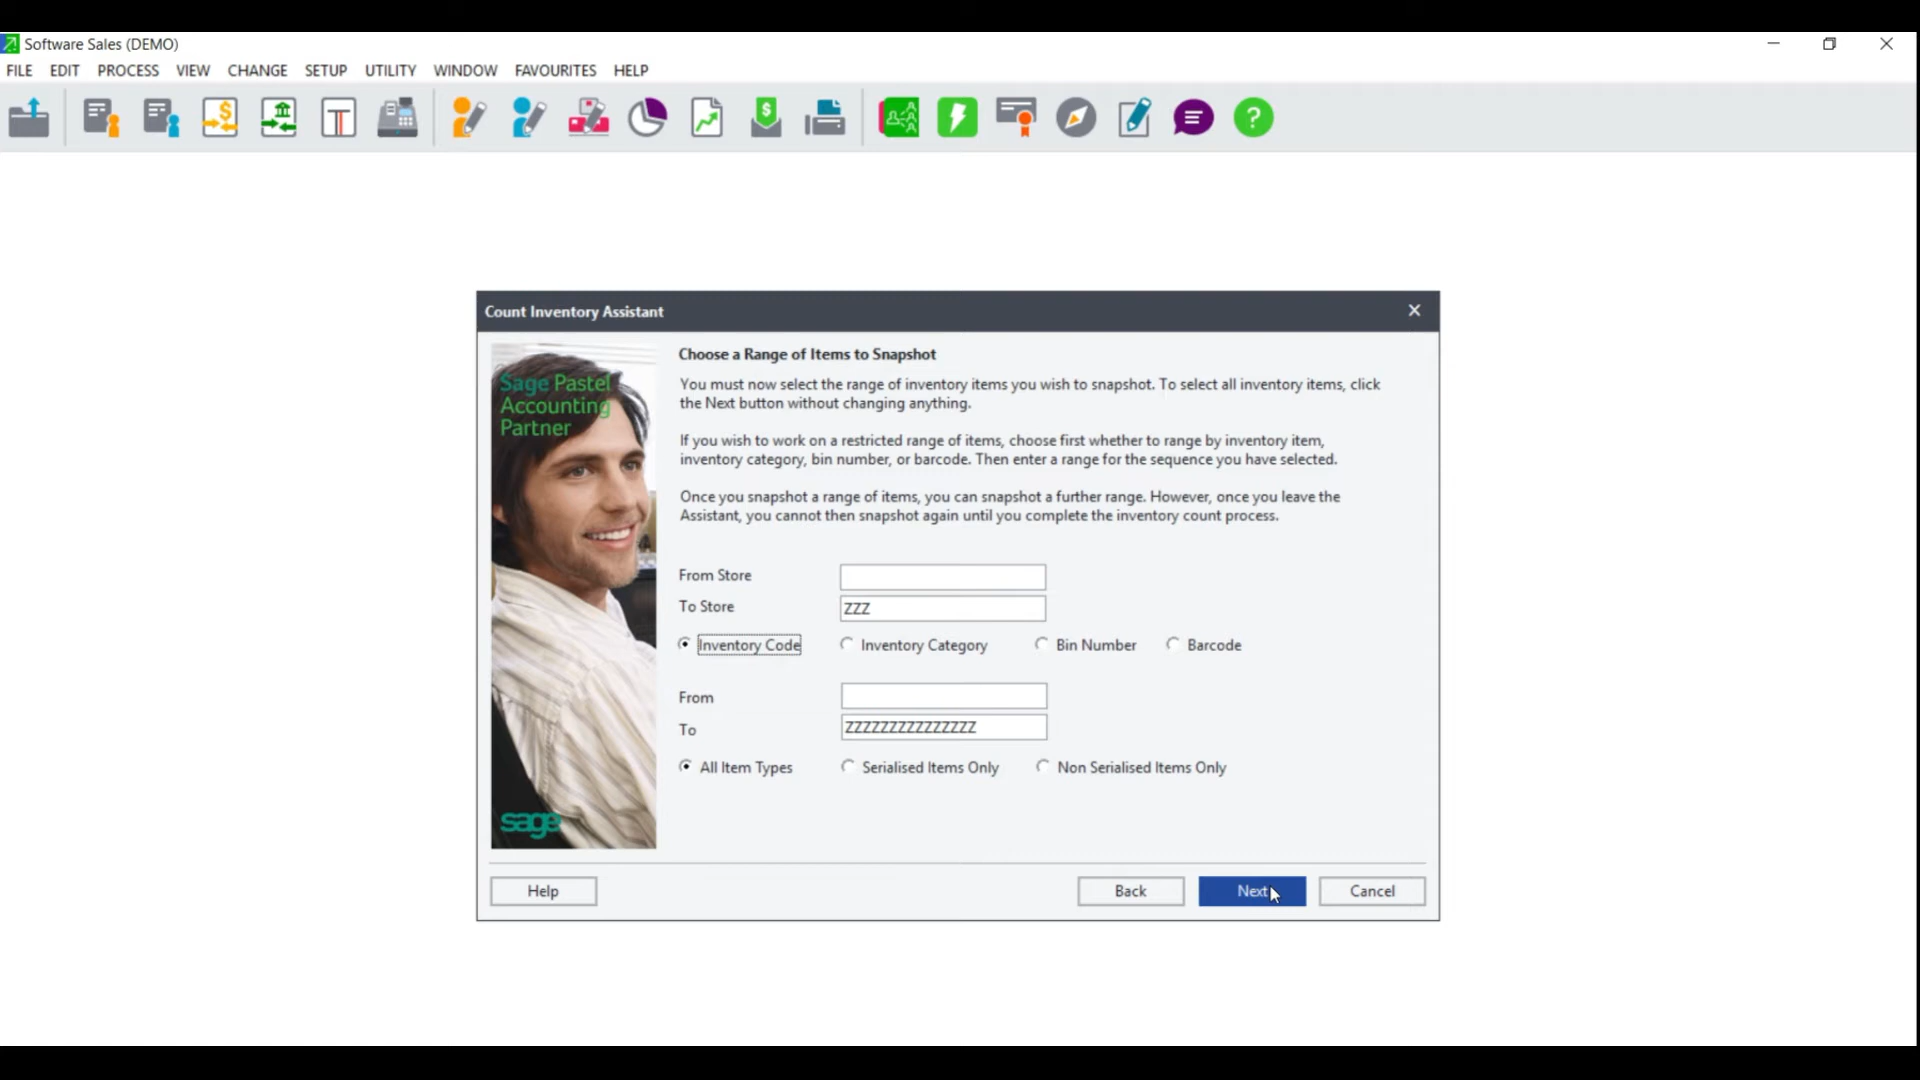 Software Sales (DEMO)
FILE EDIT PROCESS VIEW CHANGE SETUP UTILITY WINDOW FAVOURITES HELP
Count Inventory Assistant
Sage Pastel
Accounting
Partner
sage
Choose a Range of Items to Snapshot
You must now select the range of inventory items you wish to snapshot. To select all inventory items, click
the Next button without changing anything.
If you wish to work on a restricted range of items, choose first whether to range by inventory item,
inventory category, bin number, or barcode. Then enter a range for the sequence you have selected.
Once you snapshot a range of items, you can snapshot a further range. However, once you leave the
Assistant, you cannot then snapshot again until you complete the inventory count process.
From Store
To Store ZZZ
Inventory Code Inventory Category Bin Number Barcode
From
To ZZZZZZZZZZZZZZZ
All Item Types Serialised Items Only Non Serialised Items Only
Help Back Next Cancel